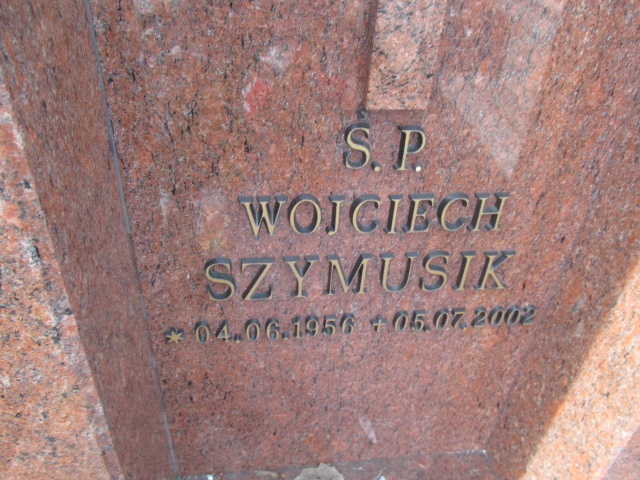 Ś. P.
WOJCIECH
SZYMUSIK
* 04.06.1956 + 05.07.2002